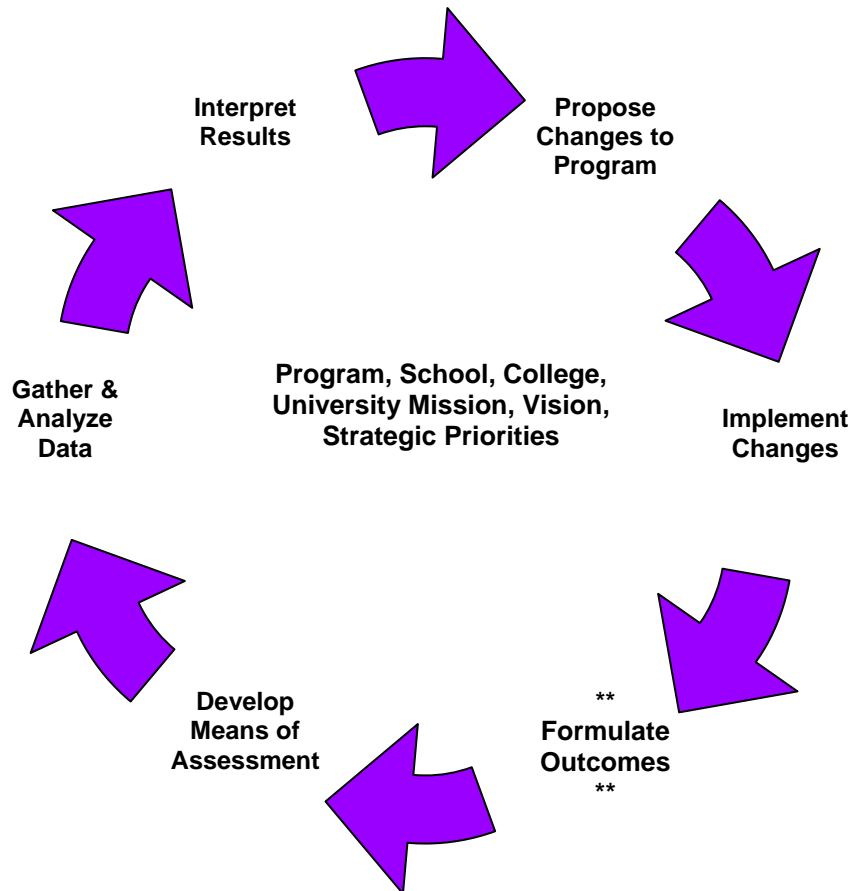 Interpret
Results
Propose
Changes to
Program
Gather &
Analyze
Data
Program, School, College,
University Mission, Vision,
Strategic Priorities
Implement
Changes
Develop
Means of
Assessment
**
Formulate
Outcomes
**